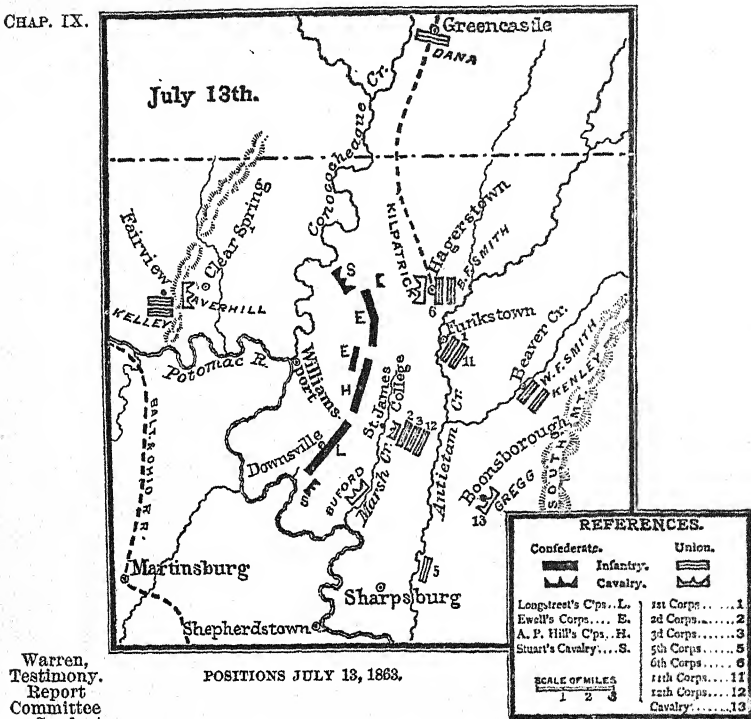 CHAP. IX.
Greencastle
DANA
July 13th.
Conococheague Cr.
Fairview
Clear Spring
KILPATRICK
Hagerstown
B.F. SMITH
S
E
6
KELLEY
AVERHILL
Funkstown
1
11
Beaver Cr.
W.F. SMITH
KENLEY
E
Potomac R.
Williams-
port
H
St. James
College
2
3
12
SOUTH MT.
BALT. & OHIO R.R.
Downsville
L
Marsh Cr.
Antietam Cr.
Boonsborough
GREGG
13
S
BUFORD
5
Martinsburg
Sharpsburg
Shepherdstown
REFERENCES.
Confederate. Union.
Infantry.
Cavalry.
Longstreet's C'ps.. L.
Ewell's Corps.... E.
A. P. Hill's C'ps.. H.
Stuart's Cavalry.... S.
1st Corps......1
2d Corps.....2
3d Corps.....3
5th Corps.....5
6th Corps.....6
11th Corps....11
12th Corps....12
Cavalry......13
SCALE OF MILES
1 2 3
POSITIONS JULY 13, 1863.
Warren,
Testimony.
Report
Committee